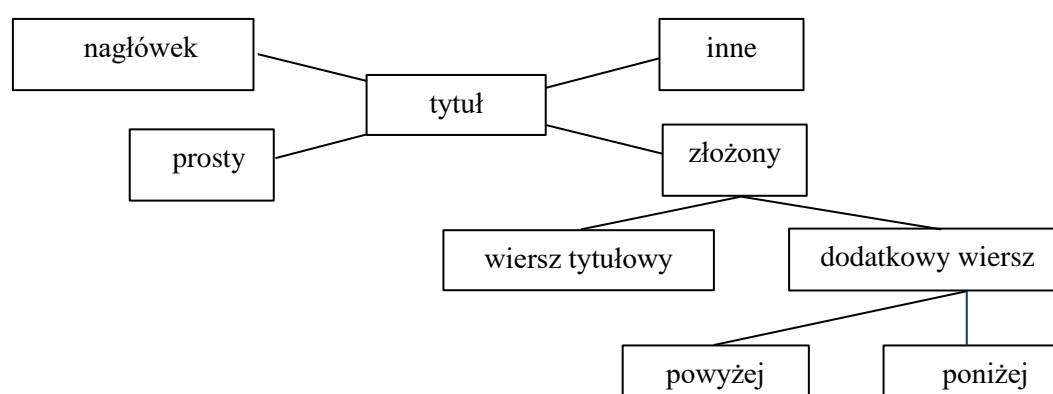 nagłówek
inne
tytuł
prosty
złożony
wiersz tytułowy
dodatkowy wiersz
powyżej
poniżej